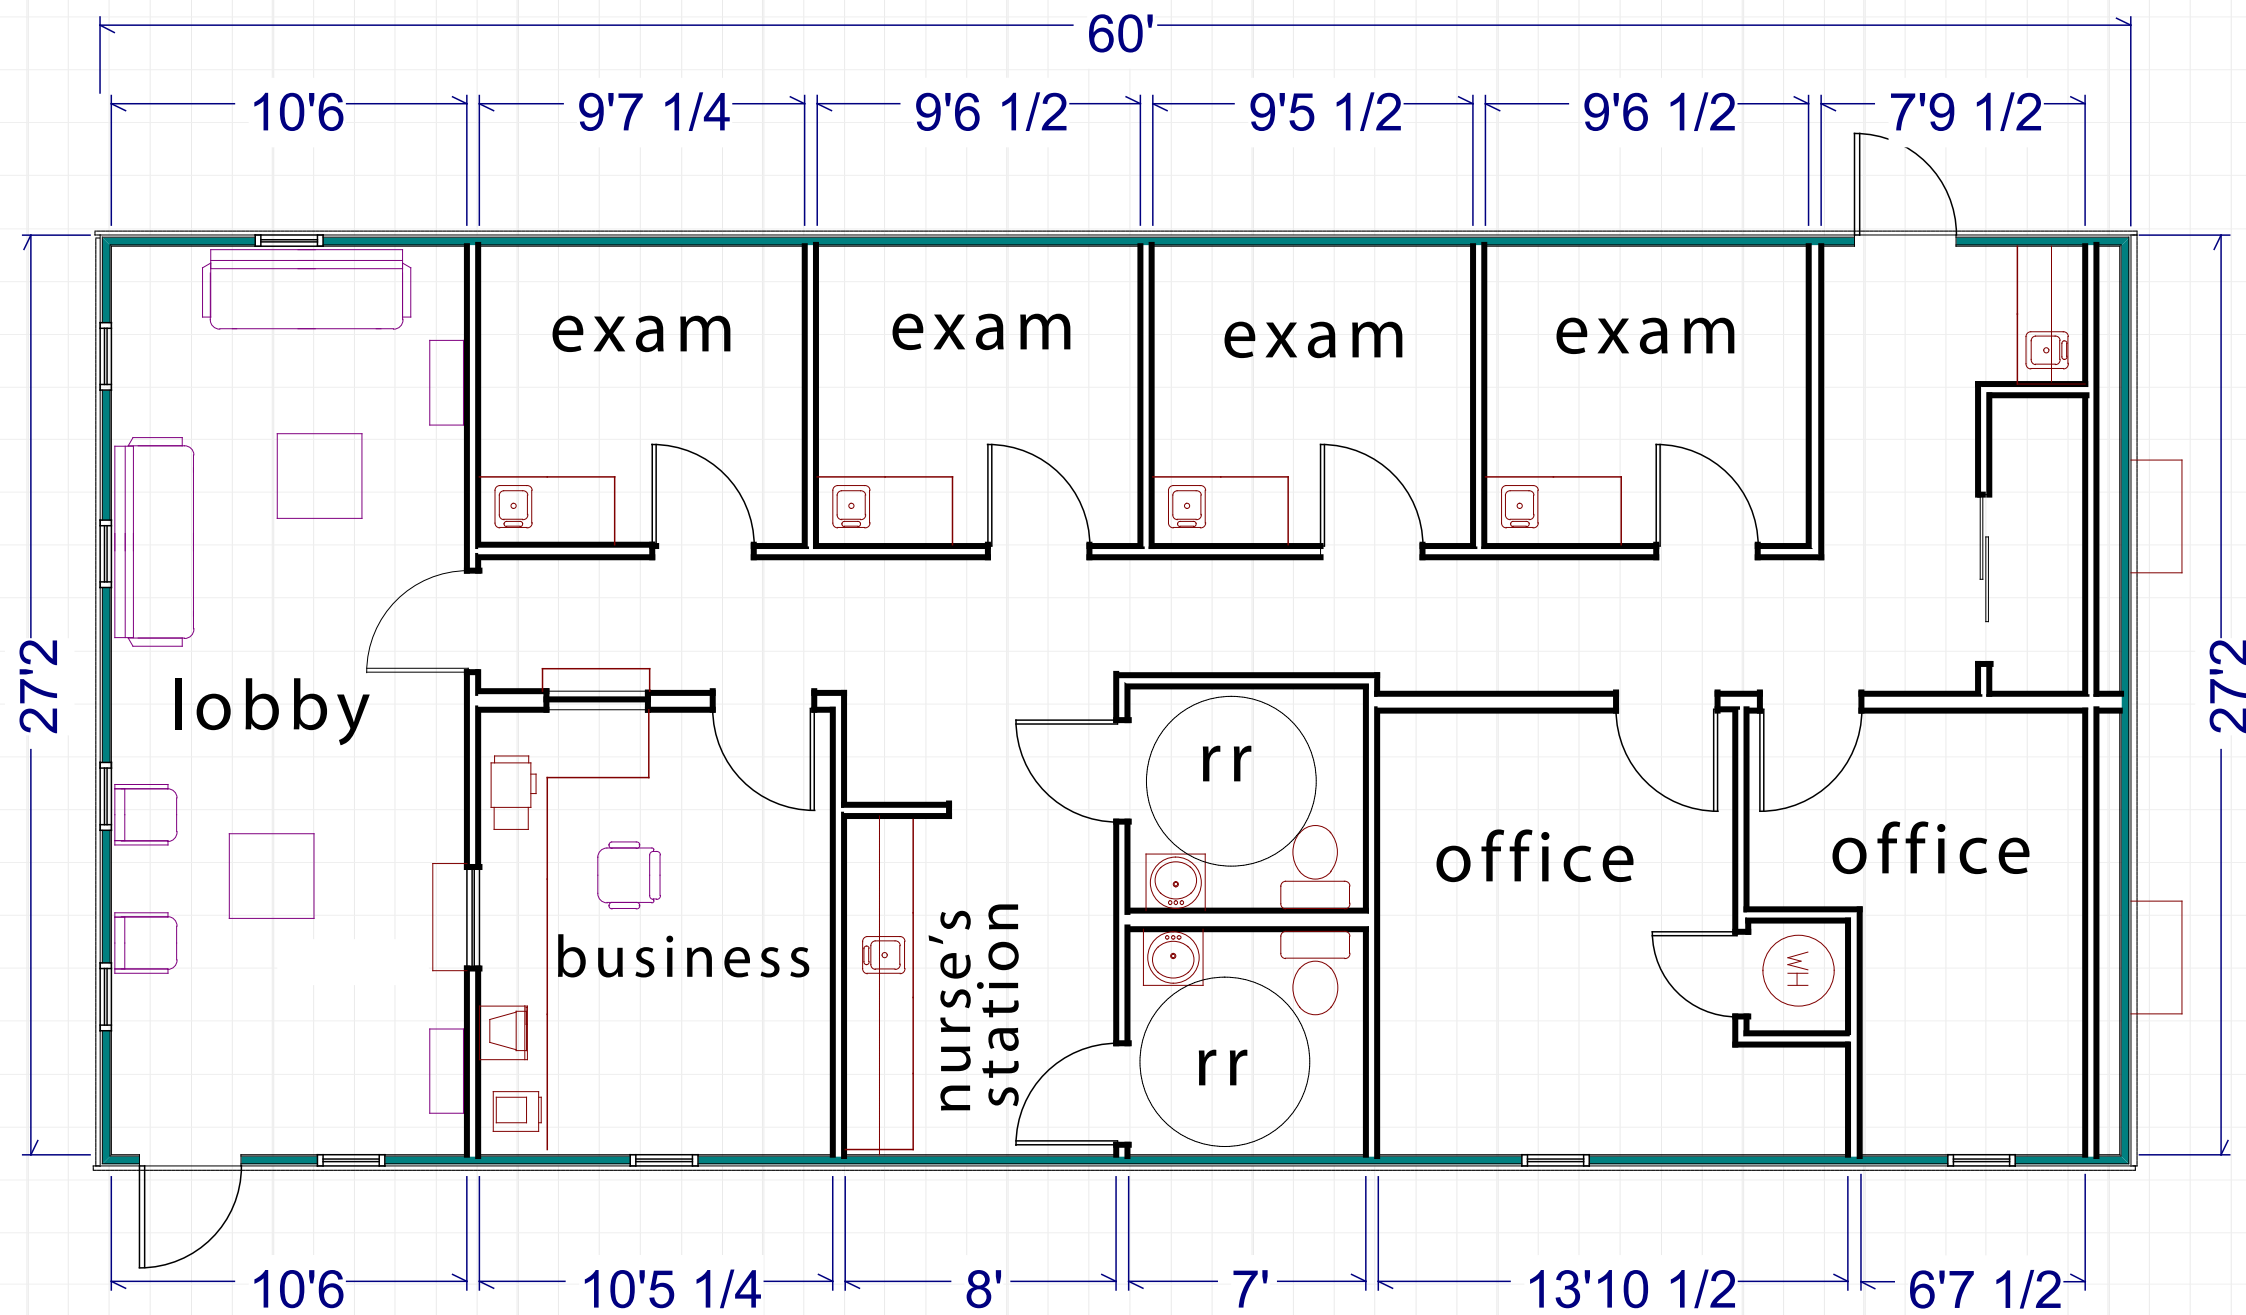 60'
10'6 9'7 1/4 9'6 1/2 9'5 1/2 9'6 1/2 7'9 1/2
exam exam exam exam
27'2
27'2
lobby
rr
office
office
business
nurse's
station
WH
rr
10'6 10'5 1/4 8' 7' 13'10 1/2 6'7 1/2